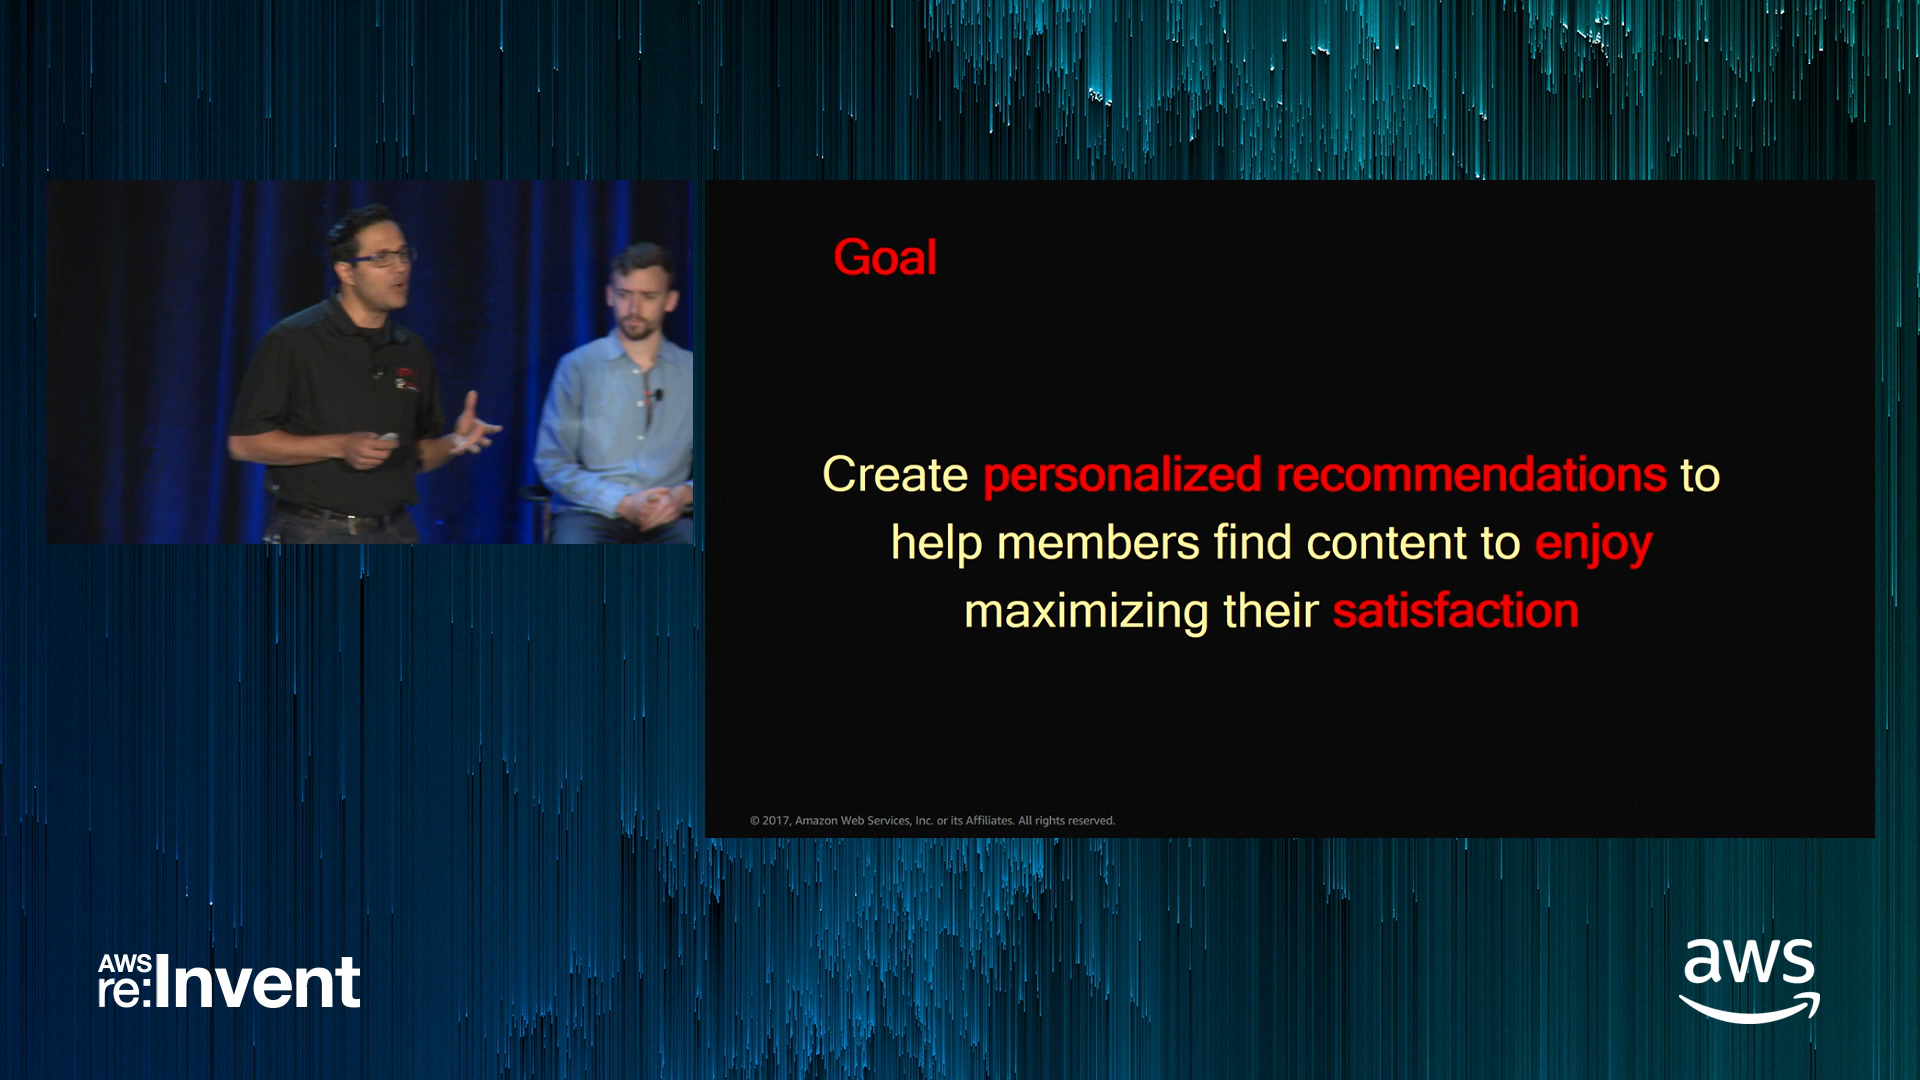 Goal
Create personalized recommendations to
help members find content to enjoy
maximizing their satisfaction
© 2017, Amazon Web Services, Inc. or its Affiliates. All rights reserved.
AWS
re:Invent
aws